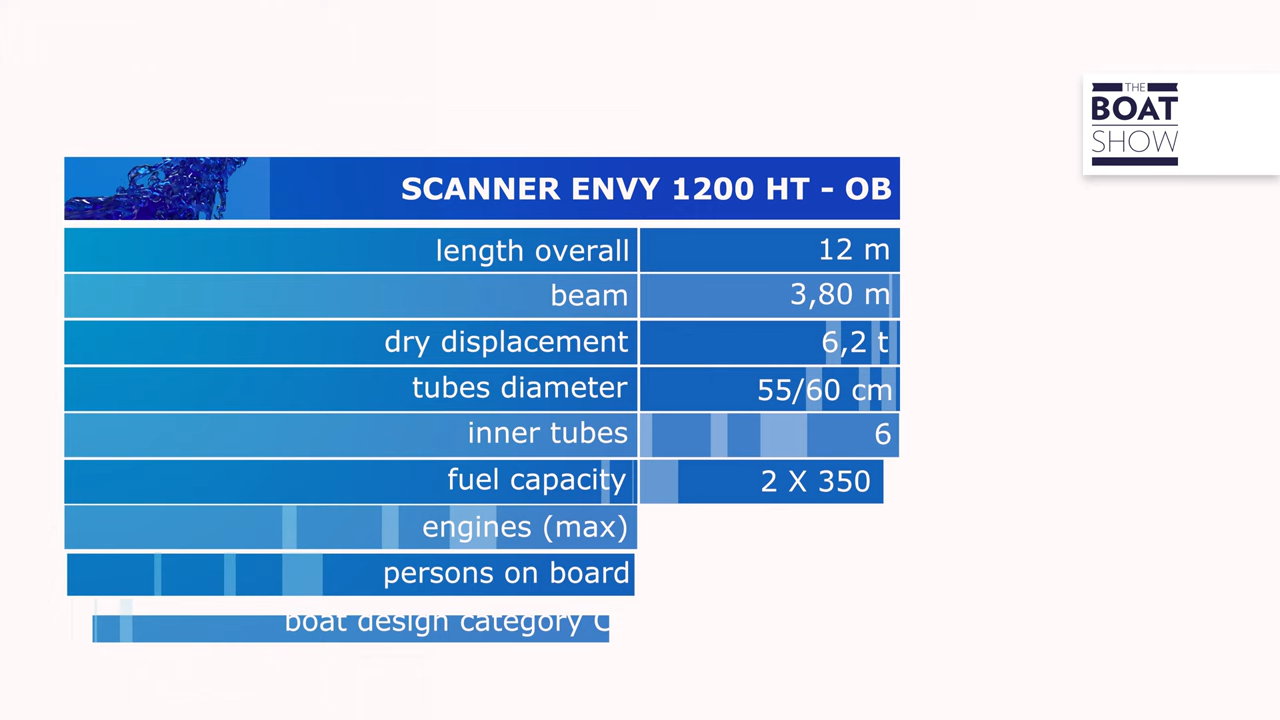 THE
BOAT
SHOW
SCANNER ENVY 1200 HT - OB
length overall 12 m
beam 3,80 m
dry displacement 6,2 t
tubes diameter 55/60 cm
inner tubes 6
fuel capacity 2 X 350
engines (max)
persons on board
boat design category